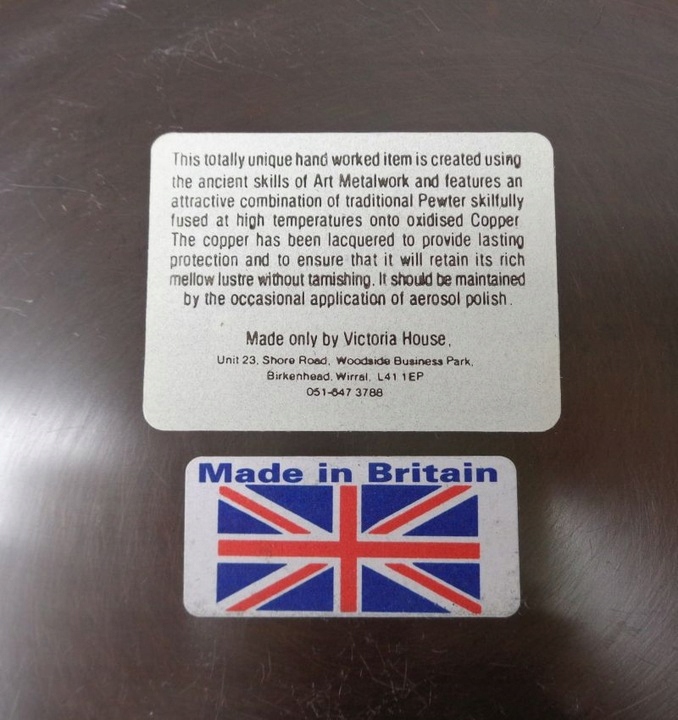 This totally unique hand worked item is created using
the ancient skills of Art Metalwork and features an
attractive combination of traditional Pewter skilfully
fused at high temperatures onto oxidised Copper.
The copper has been lacquered to provide lasting
protection and to ensure that it will retain its rich
mellow lustre without tarnishing. It should be maintained
by the occasional application of aerosol polish.
Made only by Victoria House,
Unit 23, Shore Road, Woodside Business Park,
Birkenhead, Wirral, L41 1EP
051-647 3788
Made in Britain